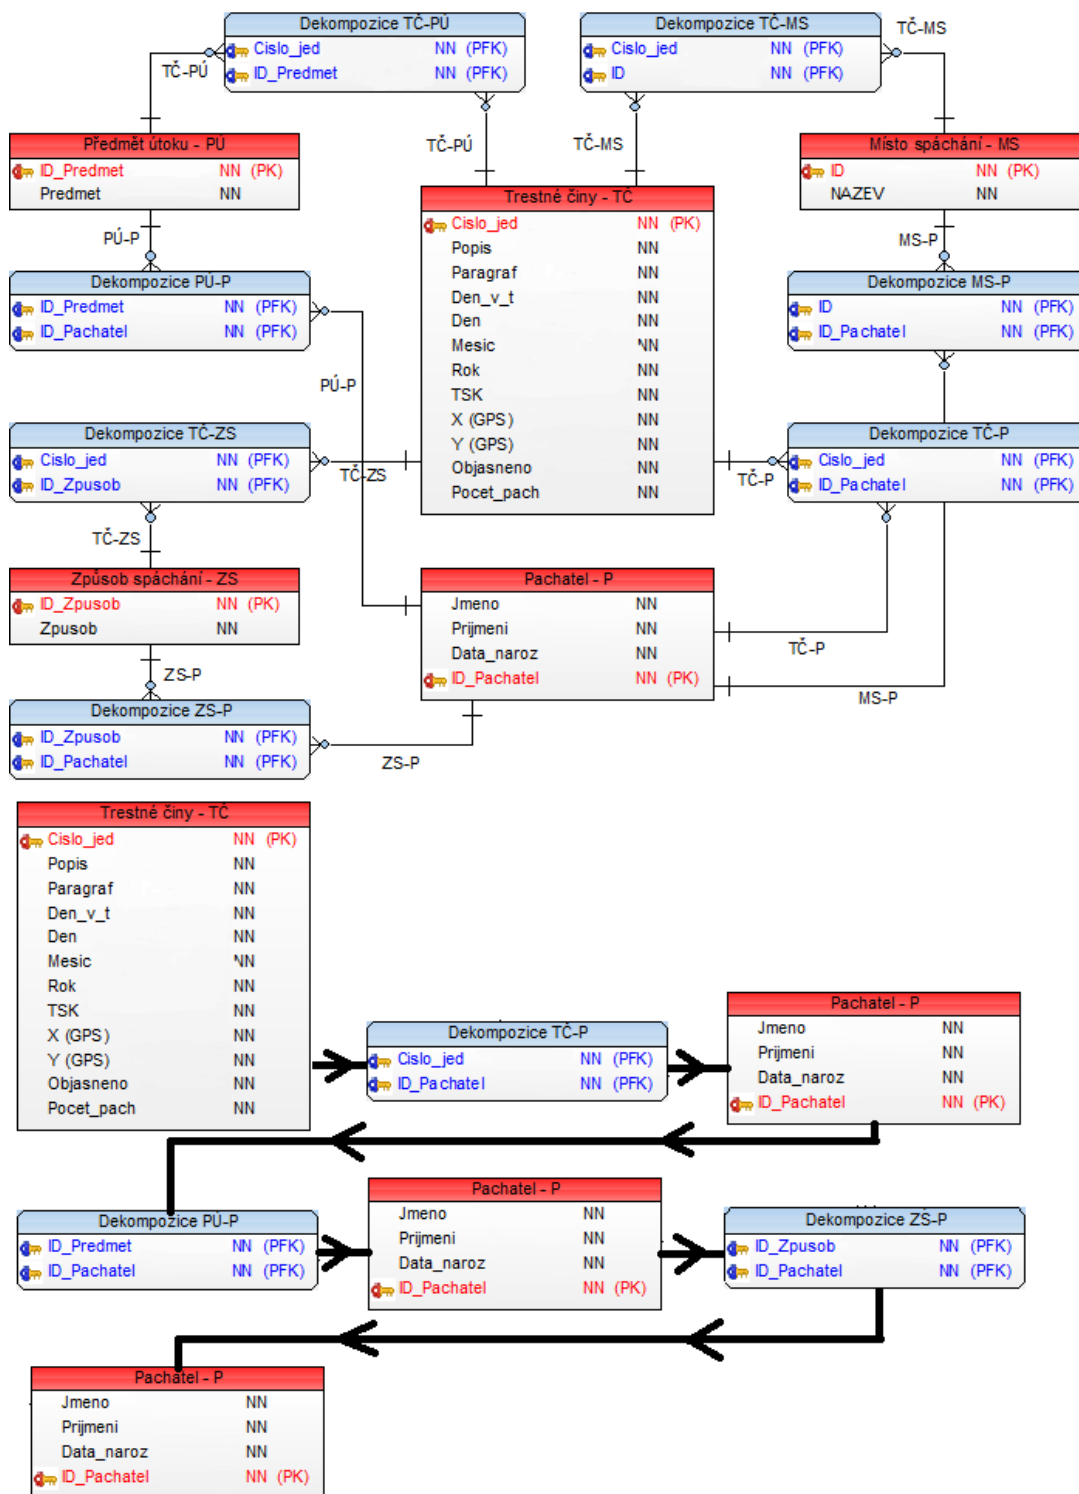 Dekompozice TČ-PÚ
Cislo_jed NN (PFK)
ID_Predmet NN (PFK)
Dekompozice TČ-MS
Cislo_jed NN (PFK)
ID NN (PFK)
TČ-MS
TČ-PÚ
Předmět útoku - PÚ
ID_Predmet NN (PK)
Predmet NN
TČ-PÚ
TČ-MS
Místo spáchání - MS
ID NN (PK)
NAZEV NN
Trestné činy - TČ
Cislo_jed NN (PK)
Popis NN
Paragraf NN
Den_v_t NN
Den NN
Mesic NN
Rok NN
TSK NN
X (GPS) NN
Y (GPS) NN
Objasneno NN
Pocet_pach NN
PÚ-P
MS-P
Dekompozice PÚ-P
ID_Predmet NN (PFK)
ID_Pachatel NN (PFK)
Dekompozice MS-P
ID NN (PFK)
ID_Pachatel NN (PFK)
PÚ-P
Dekompozice TČ-ZS
Cislo_jed NN (PFK)
ID_Zpusob NN (PFK)
TČ-ZS
TČ-P
Dekompozice TČ-P
Cislo_jed NN (PFK)
ID_Pachatel NN (PFK)
TČ-ZS
Způsob spáchání - ZS
ID_Zpusob NN (PK)
Zpusob NN
Pachatel - P
Jmeno NN
Prijmeni NN
Data_naroz NN
ID_Pachatel NN (PK)
TČ-P
ZS-P
MS-P
Dekompozice ZS-P
ID_Zpusob NN (PFK)
ID_Pachatel NN (PFK)
ZS-P
Trestné činy - TČ
Cislo_jed NN (PK)
Popis NN
Paragraf NN
Den_v_t NN
Den NN
Mesic NN
Rok NN
TSK NN
X (GPS) NN
Y (GPS) NN
Objasneno NN
Pocet_pach NN
Dekompozice TČ-P
Cislo_jed NN (PFK)
ID_Pachatel NN (PFK)
Pachatel - P
Jmeno NN
Prijmeni NN
Data_naroz NN
ID_Pachatel NN (PK)
Dekompozice PÚ-P
ID_Predmet NN (PFK)
ID_Pachatel NN (PFK)
Pachatel - P
Jmeno NN
Prijmeni NN
Data_naroz NN
ID_Pachatel NN (PK)
Dekompozice ZS-P
ID_Zpusob NN (PFK)
ID_Pachatel NN (PFK)
Pachatel - P
Jmeno NN
Prijmeni NN
Data_naroz NN
ID_Pachatel NN (PK)